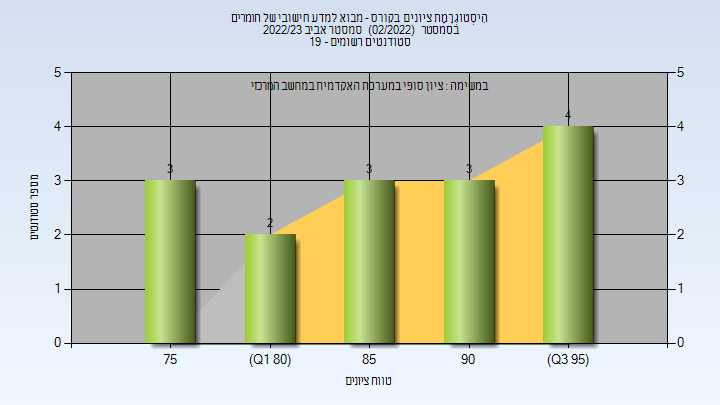 היסטוגרמת ציונים בקורס - מבוא למדע חישובי של חומרים
בסמסטר (02/2022) סמסטר אביב 2022/23
סטודנטים רשומים - 19
במשימה : ציון סופי במערכת האקדמית במחשב המרכזי
5 5
4 4
3 3
2 2
1 1
0 0
3 2 3 3 4
מספר סטודנטים
75 (Q1 80) 85 90 (Q3 95)
טווח ציונים